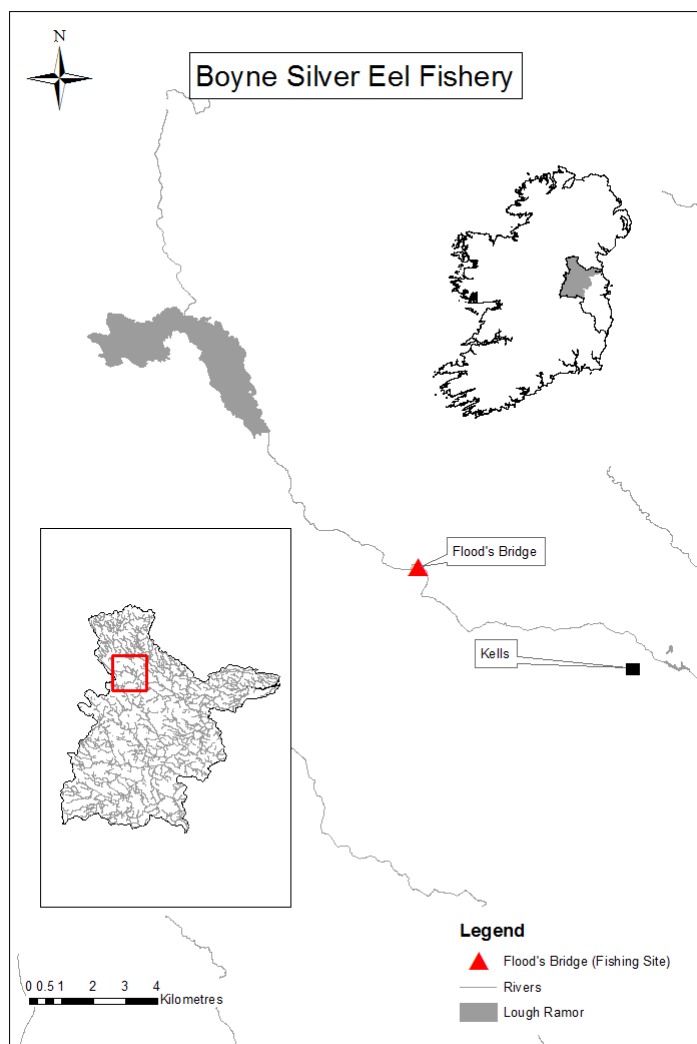 N
Boyne Silver Eel Fishery
Flood's Bridge
Kells
Legend
Flood's Bridge (Fishing Site)
Rivers
Lough Ramor
0 0.5 1 2 3 4
Kilometres